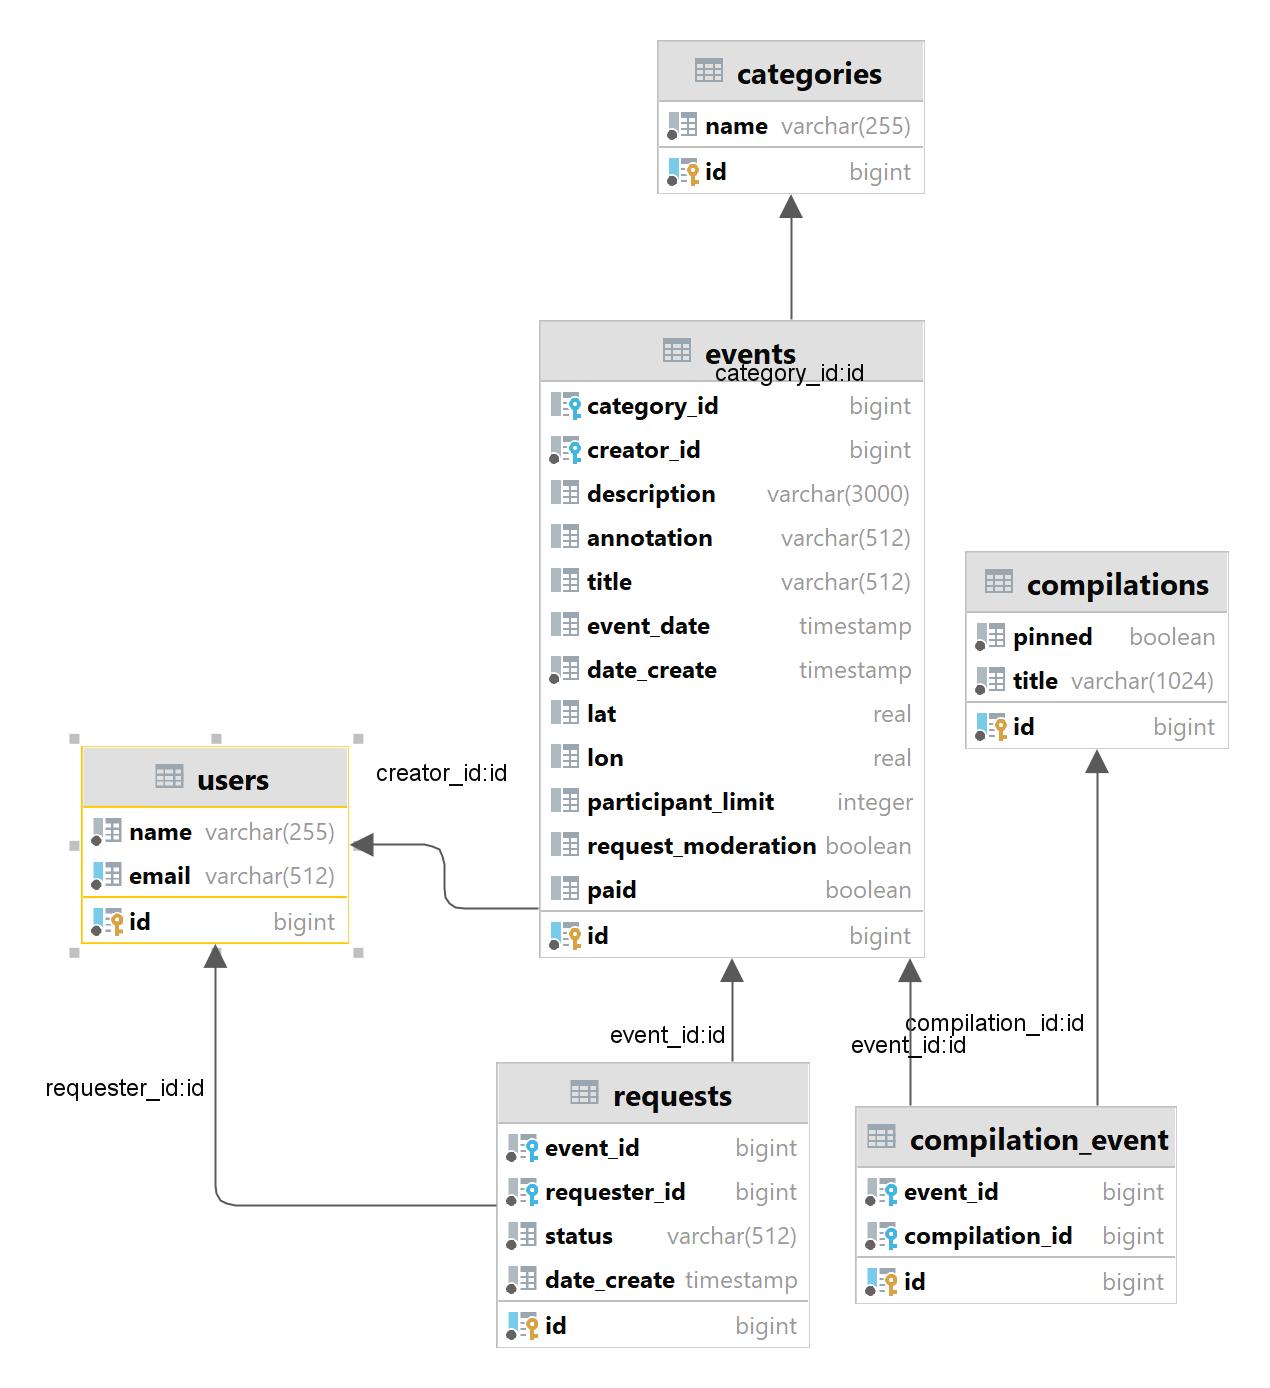 categories
name varchar(255)
id bigint
events
category_id:id
category_id bigint
creator_id bigint
description varchar(3000)
annotation varchar(512)
title varchar(512)
event_date timestamp
date_create timestamp
lat real
lon real
participant_limit integer
request_moderation boolean
paid boolean
id bigint
compilations
pinned boolean
title varchar(1024)
id bigint
users
name varchar(255)
email varchar(512)
id bigint
creator_id:id
event_id:id
compilation_id:id
event_id:id
requester_id:id
requests
event_id bigint
requester_id bigint
status varchar(512)
date_create timestamp
id bigint
compilation_event
event_id bigint
compilation_id bigint
id bigint